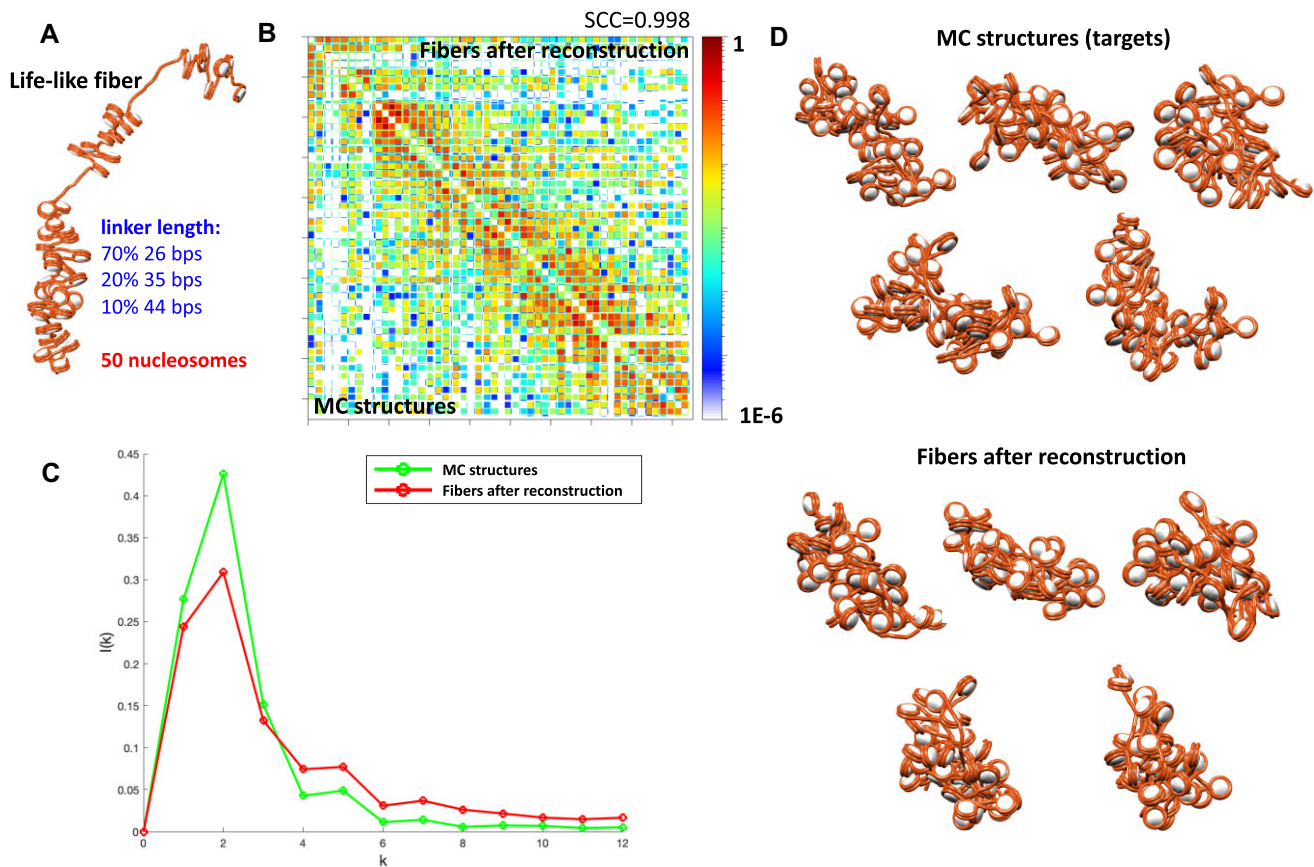 A
Life-like fiber
linker length:
70% 26 bps
20% 35 bps
10% 44 bps
50 nucleosomes
B
SCC=0.998
Fibers after reconstruction
MC structures
1
1E-6
C
0.45
0.4
0.35
0.3
0.25
0.2
0.15
0.1
0.05
0
I(k)
0 2 4 6 8 10 12
k
MC structures
Fibers after reconstruction
D
MC structures (targets)
Fibers after reconstruction